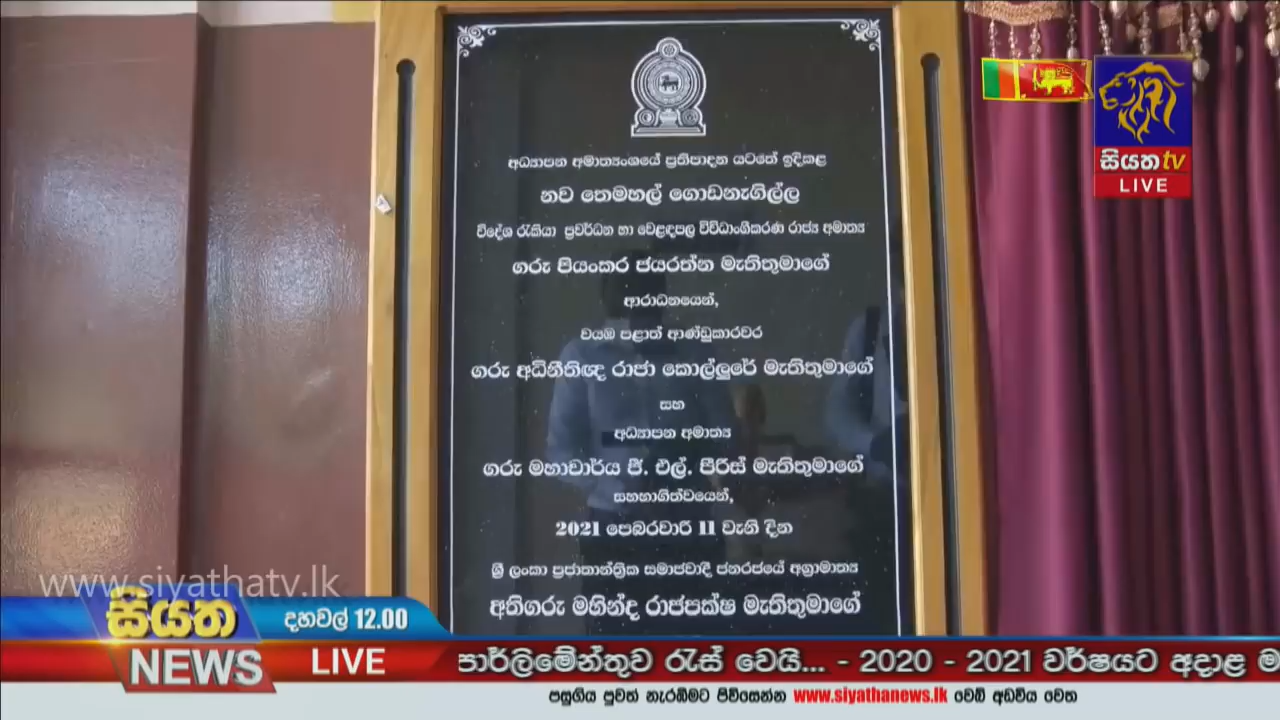 අධ්‍යාපන අමාත්‍යංශයේ ප්‍රතිපාදන යටතේ ඉදිකළ
නව තෙමහල් ගොඩනැගිල්ල
විදේශ රැකියා ප්‍රවර්ධන හා වෙළඳපල විවිධාංගීකරණ රාජ්‍ය අමාත්‍ය
ගරු පියංකර ජයරත්න මැතිතුමාගේ
ආරාධනයෙන්,
වයඹ පළාත් ආණ්ඩුකාරවර
ගරු අධිනීතිඥ රාජා කොල්ලුරේ මැතිතුමාගේ
සහ
අධ්‍යාපන අමාත්‍ය
ගරු මහාචාර්ය ජී. එල්. පීරිස් මැතිතුමාගේ
සහභාගිත්වයෙන්,
2021 පෙබරවාරි 11 වැනි දින
ශ්‍රී ලංකා ප්‍රජාතාන්ත්‍රික සමාජවාදී ජනරජයේ අග්‍රාමාත්‍ය
අතිගරු මහින්ද රාජපක්ෂ මැතිතුමාගේ
සියත tv
LIVE
www.siyathatv.lk
සියත
දහවල් 12.00
NEWS
LIVE
පාර්ලිමේන්තුව රැස් වෙයි... - 2020 - 2021 වර්ෂයට අදාළ ම
පසුගිය පුවත් නැරඹීමට පිවිසෙන්න www.siyathanews.lk වෙබ් අඩවිය වෙත